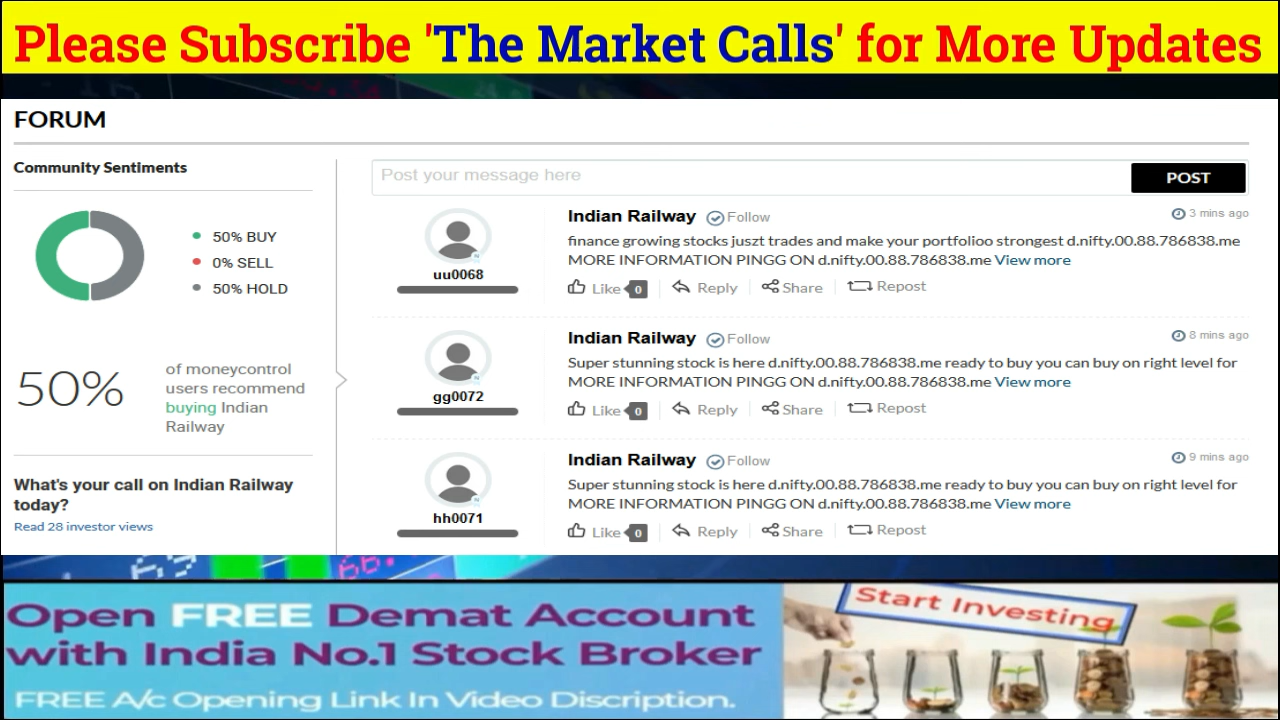 Please Subscribe 'The Market Calls' for More Updates
FORUM
Community Sentiments
50% BUY
0% SELL
50% HOLD
50%
of moneycontrol
users recommend
buying Indian
Railway
What's your call on Indian Railway
today?
Read 28 investor views
Post your message here
POST
uu0068
Indian Railway Follow
3 mins ago
finance growing stocks juszt trades and make your portfolioo strongest d.nifty.00.88.786838.me
MORE INFORMATION PINGG ON d.nifty.00.88.786838.me View more
Like 0 Reply Share Repost
gg0072
Indian Railway Follow
8 mins ago
Super stunning stock is here d.nifty.00.88.786838.me ready to buy you can buy on right level for
MORE INFORMATION PINGG ON d.nifty.00.88.786838.me View more
Like 0 Reply Share Repost
hh0071
Indian Railway Follow
9 mins ago
Super stunning stock is here d.nifty.00.88.786838.me ready to buy you can buy on right level for
MORE INFORMATION PINGG ON d.nifty.00.88.786838.me View more
Like 0 Reply Share Repost
Open FREE Demat Account
with India No.1 Stock Broker
FREE A/c Opening Link In Video Discription.
Start Investing